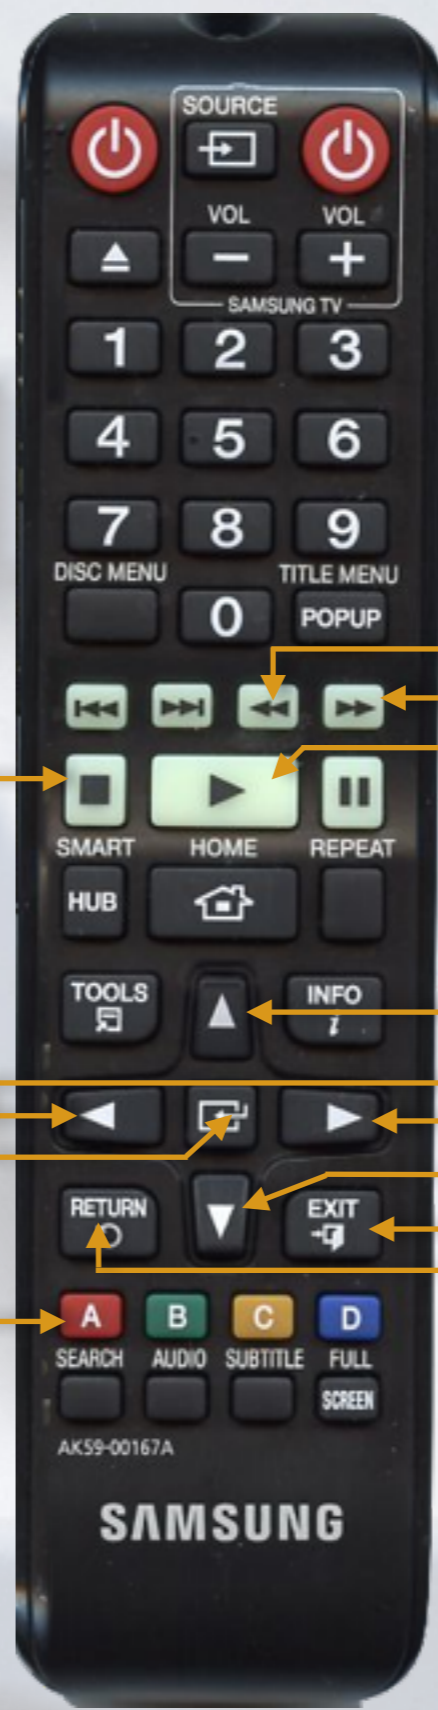 SOURCE
VOL VOL
SAMSUNG TV
1 2 3
4 5 6
7 8 9
DISC MENU TITLE MENU
0 POPUP
SMART HOME REPEAT
HUB
TOOLS INFO
i
RETURN EXIT
A B C D
SEARCH AUDIO SUBTITLE FULL
SCREEN
AK59-00167A
SAMSUNG